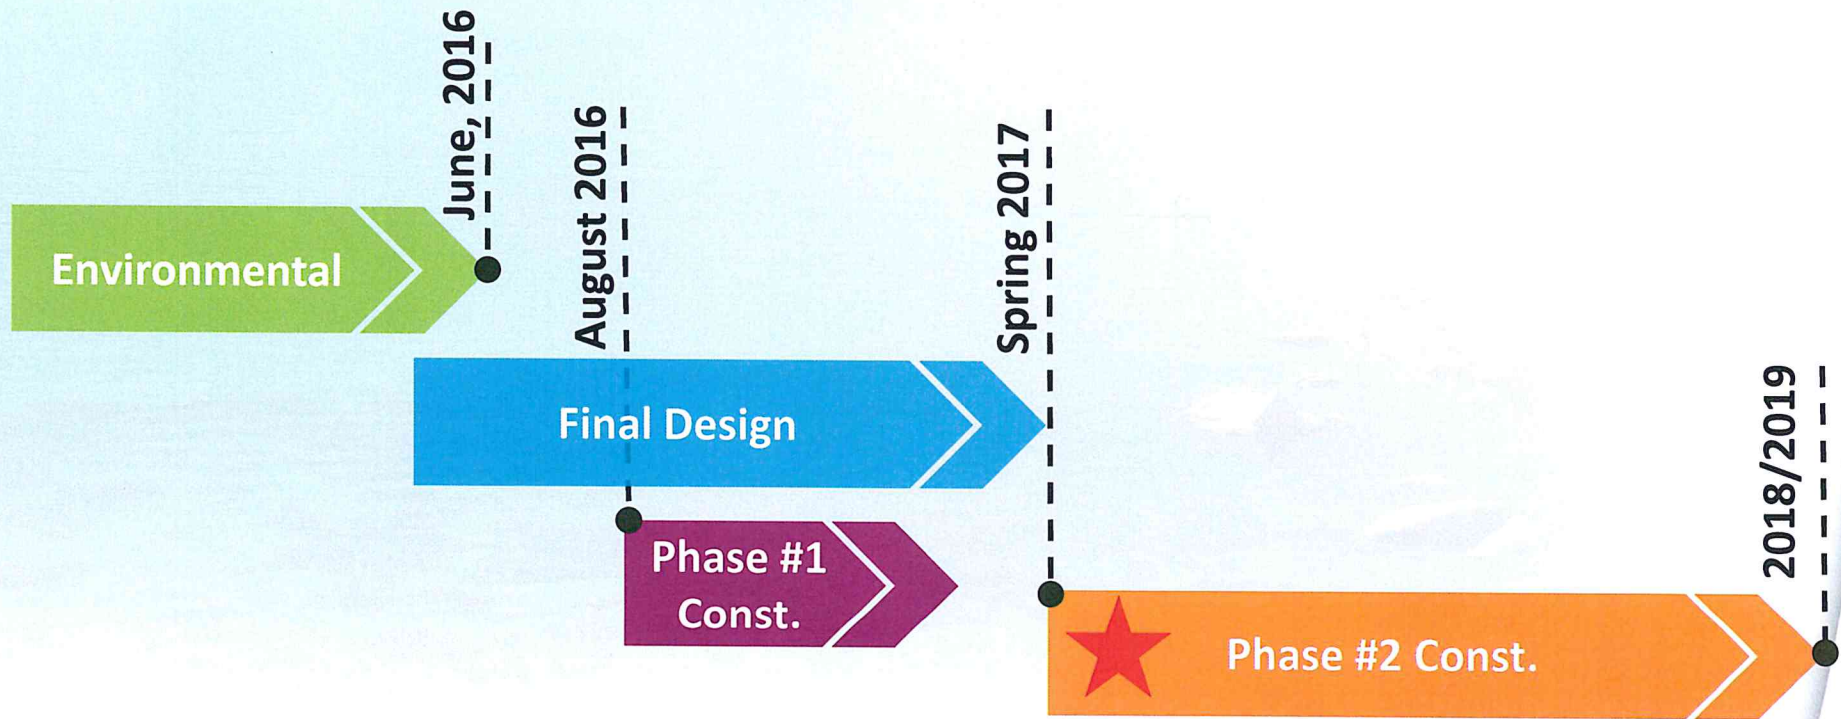 June, 2016
August 2016
Spring 2017
2018/2019
Environmental
Final Design
Phase #1
Const.
Phase #2 Const.